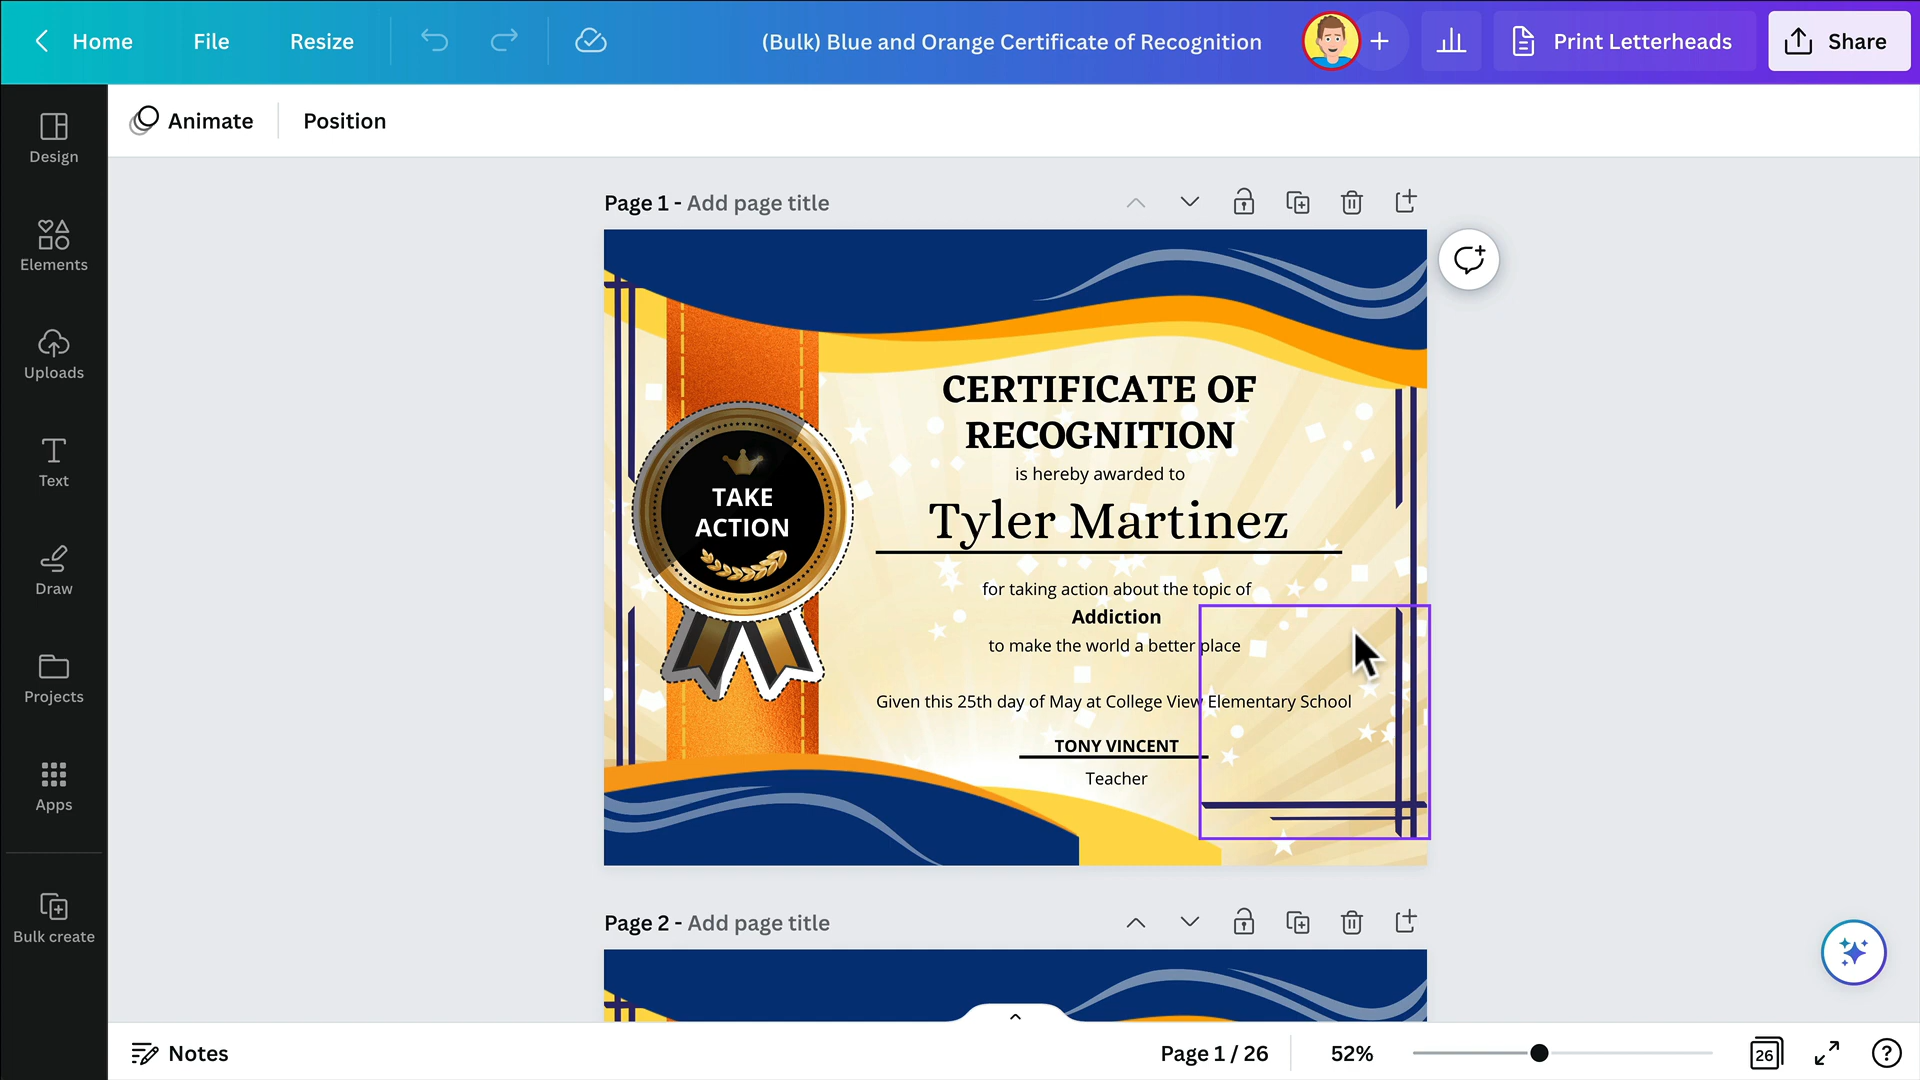 Home
File
Resize
(Bulk) Blue and Orange Certificate of Recognition
Print Letterheads
Share
Animate
Position
Design
Elements
Uploads
Text
Draw
Projects
Apps
Bulk create
Page 1 - Add page title
CERTIFICATE OF
RECOGNITION
is hereby awarded to
Tyler Martinez
TAKE
ACTION
for taking action about the topic of
Addiction
to make the world a better place
Given this 25th day of May at College View Elementary School
TONY VINCENT
Teacher
Page 2 - Add page title
Notes
Page 1 / 26
52%
26
?